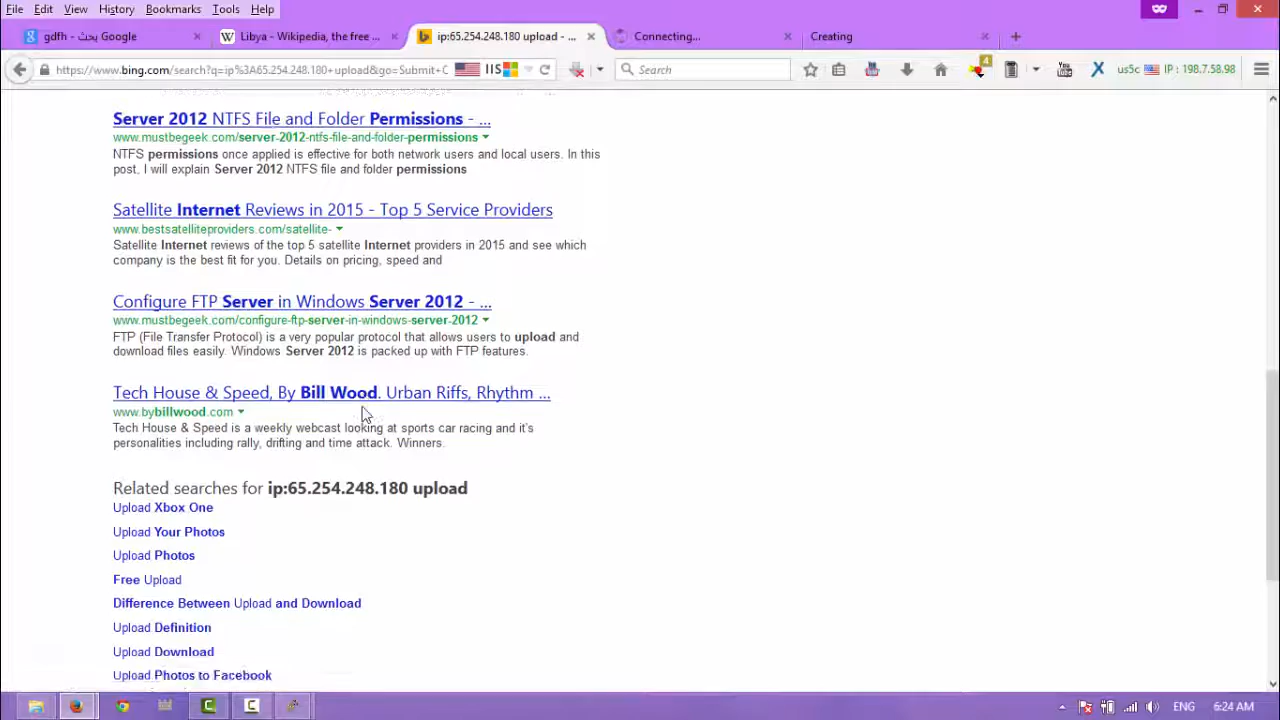 File Edit View History Bookmarks Tools Help
gdfh - بحث Google
Libya - Wikipedia, the free ...
ip:65.254.248.180 upload - ...
Connecting...
Creating
https://www.bing.com/search?q=ip%3A65.254.248.180+upload&go=Submit+C
IIS
Search
4
us5c IP : 198.7.58.98
Server 2012 NTFS File and Folder Permissions - ...
www.mustbegeek.com/server-2012-ntfs-file-and-folder-permissions
NTFS permissions once applied is effective for both network users and local users. In this
post, I will explain Server 2012 NTFS file and folder permissions
Satellite Internet Reviews in 2015 - Top 5 Service Providers
www.bestsatelliteproviders.com/satellite-
Satellite Internet reviews of the top 5 satellite Internet providers in 2015 and see which
company is the best fit for you. Details on pricing, speed and
Configure FTP Server in Windows Server 2012 - ...
www.mustbegeek.com/configure-ftp-server-in-windows-server-2012
FTP (File Transfer Protocol) is a very popular protocol that allows users to upload and
download files easily. Windows Server 2012 is packed up with FTP features.
Tech House & Speed, By Bill Wood. Urban Riffs, Rhythm ...
www.bybillwood.com
Tech House & Speed is a weekly webcast looking at sports car racing and it's
personalities including rally, drifting and time attack. Winners.
Related searches for ip:65.254.248.180 upload
Upload Xbox One
Upload Your Photos
Upload Photos
Free Upload
Difference Between Upload and Download
Upload Definition
Upload Download
Upload Photos to Facebook
ENG 6:24 AM